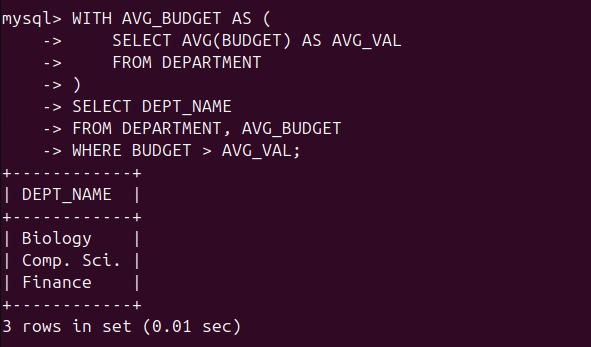 mysql> WITH AVG_BUDGET AS (
    ->     SELECT AVG(BUDGET) AS AVG_VAL
    ->     FROM DEPARTMENT
    -> )
    -> SELECT DEPT_NAME
    -> FROM DEPARTMENT, AVG_BUDGET
    -> WHERE BUDGET > AVG_VAL;
+------------+
| DEPT_NAME  |
+------------+
| Biology    |
| Comp. Sci. |
| Finance    |
+------------+
3 rows in set (0.01 sec)